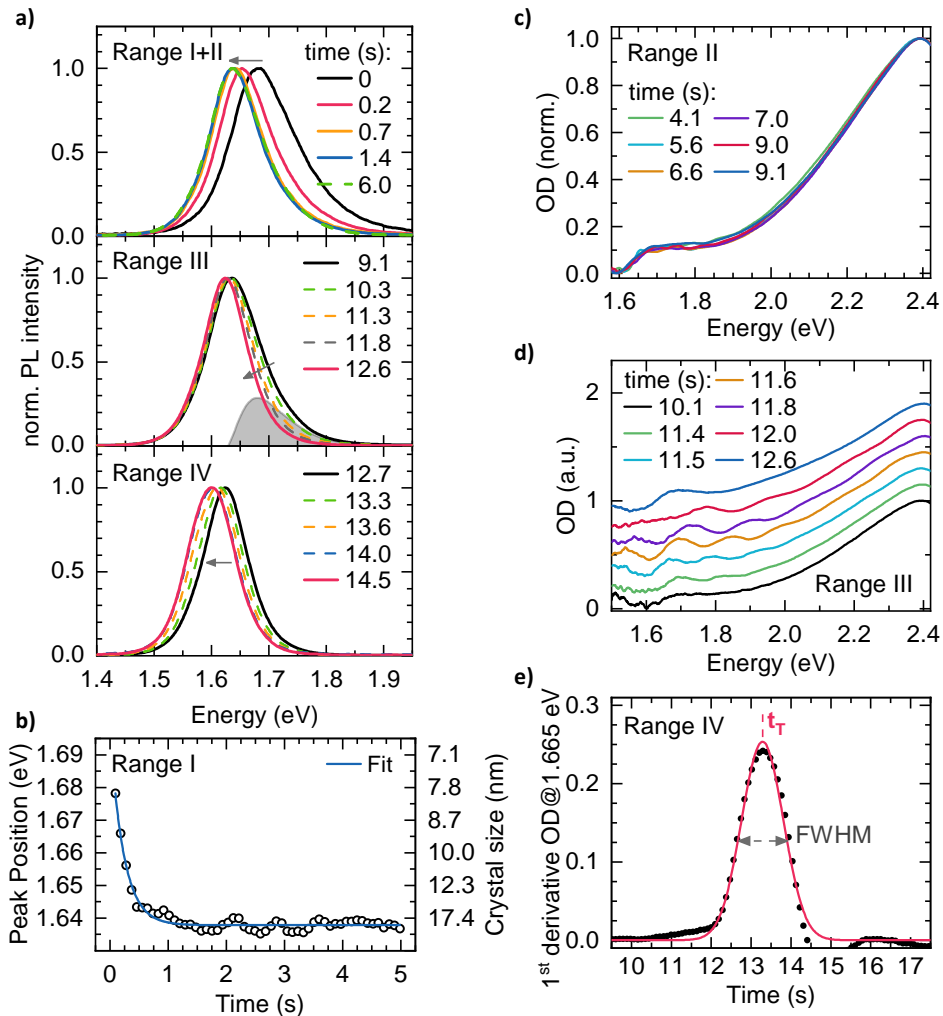 a)
Range I+II
time (s):
0
0.2
0.7
1.4
6.0
1.0
0.5
0.0
Range III
9.1
10.3
11.3
11.8
12.6
1.0
0.5
0.0
Range IV
12.7
13.3
13.6
14.0
14.5
1.0
0.5
0.0
norm. PL intensity
1.4 1.5 1.6 1.7 1.8 1.9
Energy (eV)
b)
Range I
Fit
1.69
1.68
1.66
1.65
1.64
Peak Position (eV)
7.1
7.8
8.7
10.0
12.3
17.4
Crystal size (nm)
0 1 2 3 4 5
Time (s)
c)
Range II
time (s):
4.1 7.0
5.6 9.0
6.6 9.1
1.0
0.8
0.6
0.4
0.2
0.0
OD (norm.)
1.6 1.8 2.0 2.2 2.4
Energy (eV)
d)
time (s): 11.6
10.1 11.8
11.4 12.0
11.5 12.6
Range III
2
1
0
OD (a.u.)
1.6 1.8 2.0 2.2 2.4
Energy (eV)
e)
Range IV
t_T
FWHM
0.3
0.2
0.1
0.0
1st derivative OD@1.665 eV
10 11 12 13 14 15 16 17
Time (s)